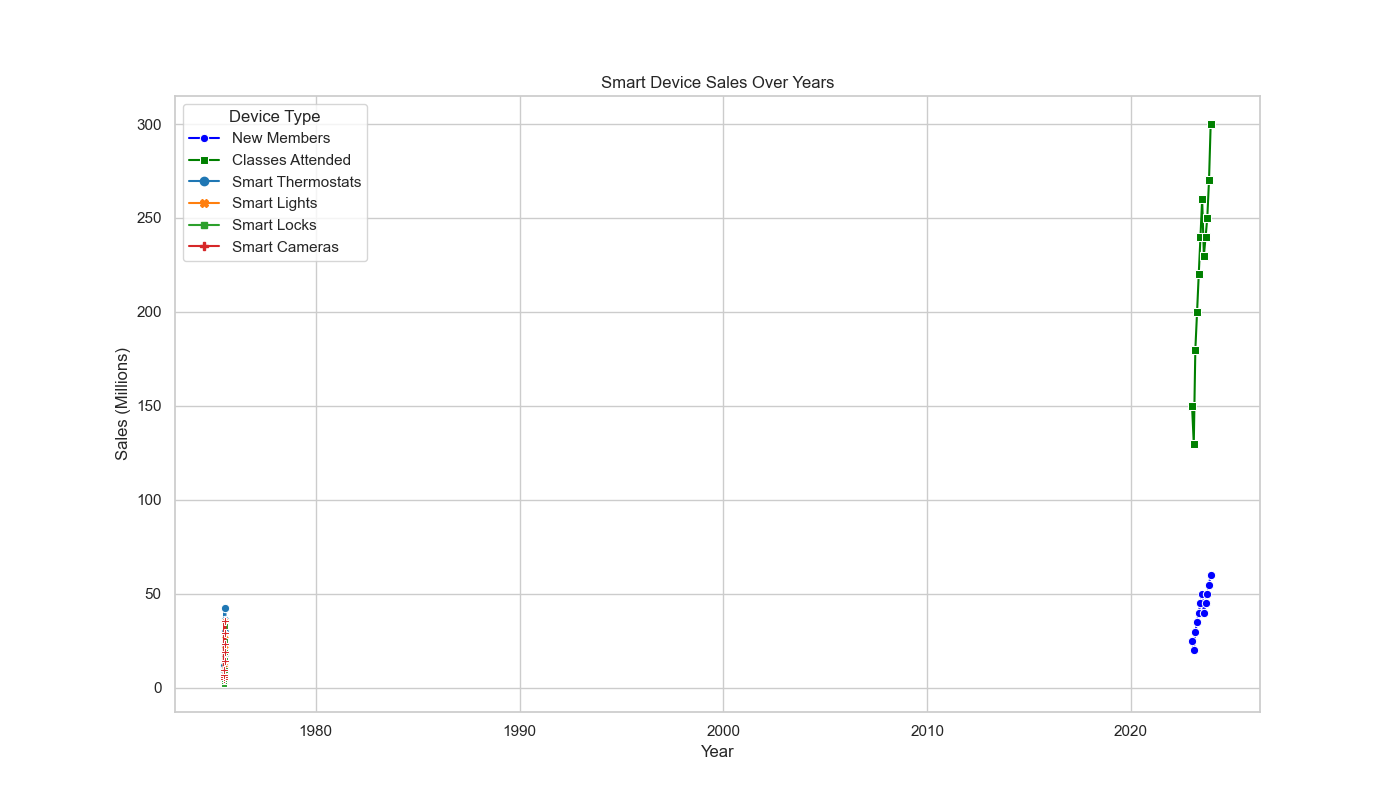 Smart Device Sales Over Years
Device Type
New Members
Classes Attended
Smart Thermostats
Smart Lights
Smart Locks
Smart Cameras
300
250
200
150
100
50
0
Sales (Millions)
1980
1990
2000
2010
2020
Year